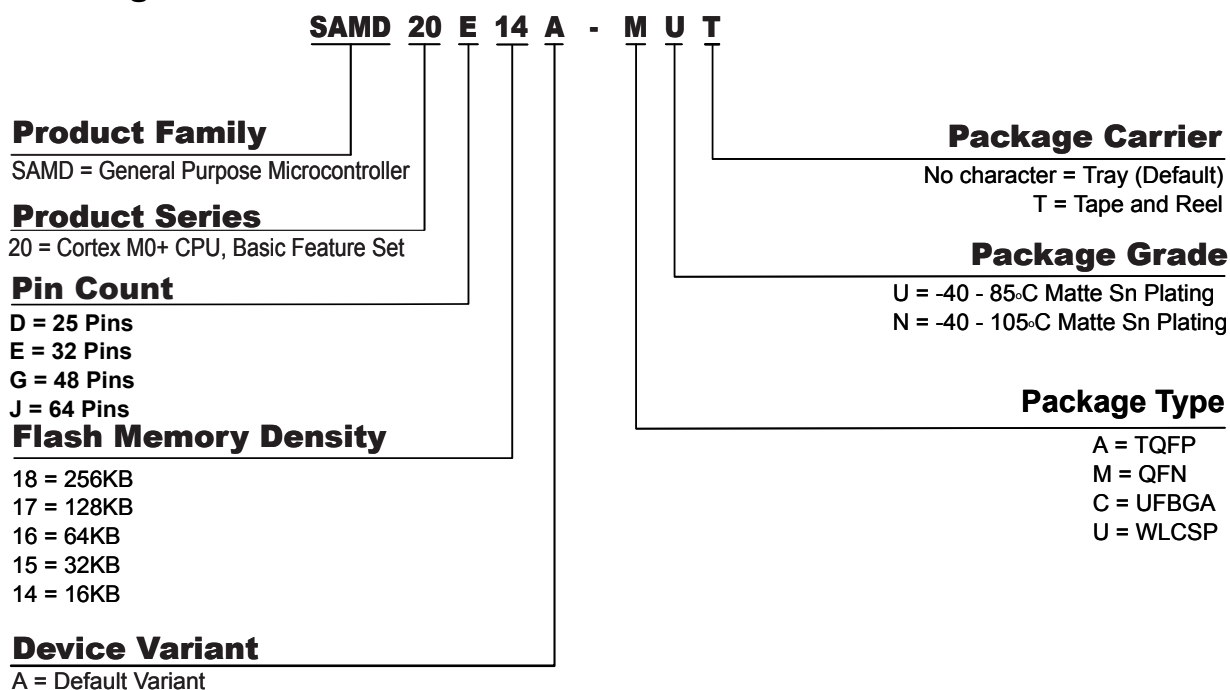 SAMD 20 E 14 A - M U T
Product Family
SAMD = General Purpose Microcontroller
Product Series
20 = Cortex M0+ CPU, Basic Feature Set
Pin Count
D = 25 Pins
E = 32 Pins
G = 48 Pins
J = 64 Pins
Flash Memory Density
18 = 256KB
17 = 128KB
16 = 64KB
15 = 32KB
14 = 16KB
Device Variant
A = Default Variant
Package Carrier
No character = Tray (Default)
T = Tape and Reel
Package Grade
U = -40 - 85°C Matte Sn Plating
N = -40 - 105°C Matte Sn Plating
Package Type
A = TQFP
M = QFN
C = UFBGA
U = WLCSP